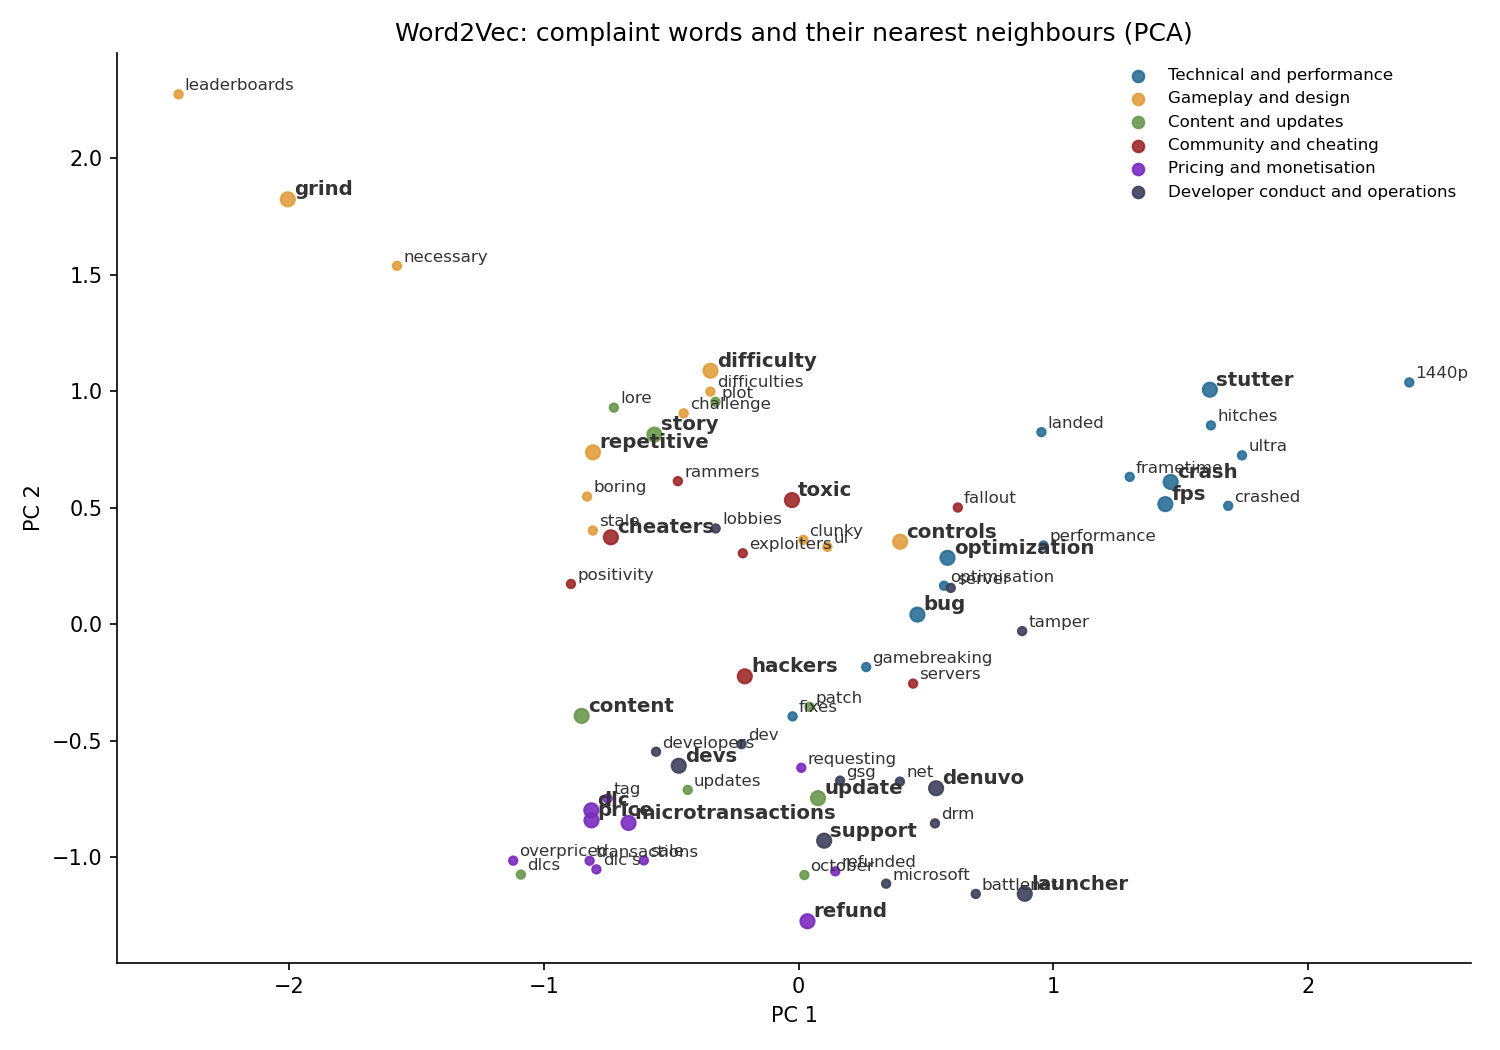 Word2Vec: complaint words and their nearest neighbours (PCA)
Technical and performance
Gameplay and design
Content and updates
Community and cheating
Pricing and monetisation
Developer conduct and operations
leaderboards
grind
necessary
difficulty
difficulties
plot
lore
challenge
story
repetitive
rammers
boring
toxic
stale
cheaters
lobbies
clunky
ui
exploiters
positivity
stutter
1440p
hitches
landed
ultra
frametime
crash
fps
crashed
fallout
controls
performance
optimization
optimisation
server
bug
tamper
hackers
gamebreaking
servers
content
patch
fixes
dev
developers
devs
requesting
gsg
net
denuvo
updates
update
tag
dlc
price
microtransactions
drm
support
overpriced
transactions
sale
dlcs
dlc s
october
refunded
microsoft
battlenet
launcher
refund
2.0
1.5
1.0
0.5
0.0
−0.5
−1.0
PC 2
−2
−1
0
1
2
PC 1